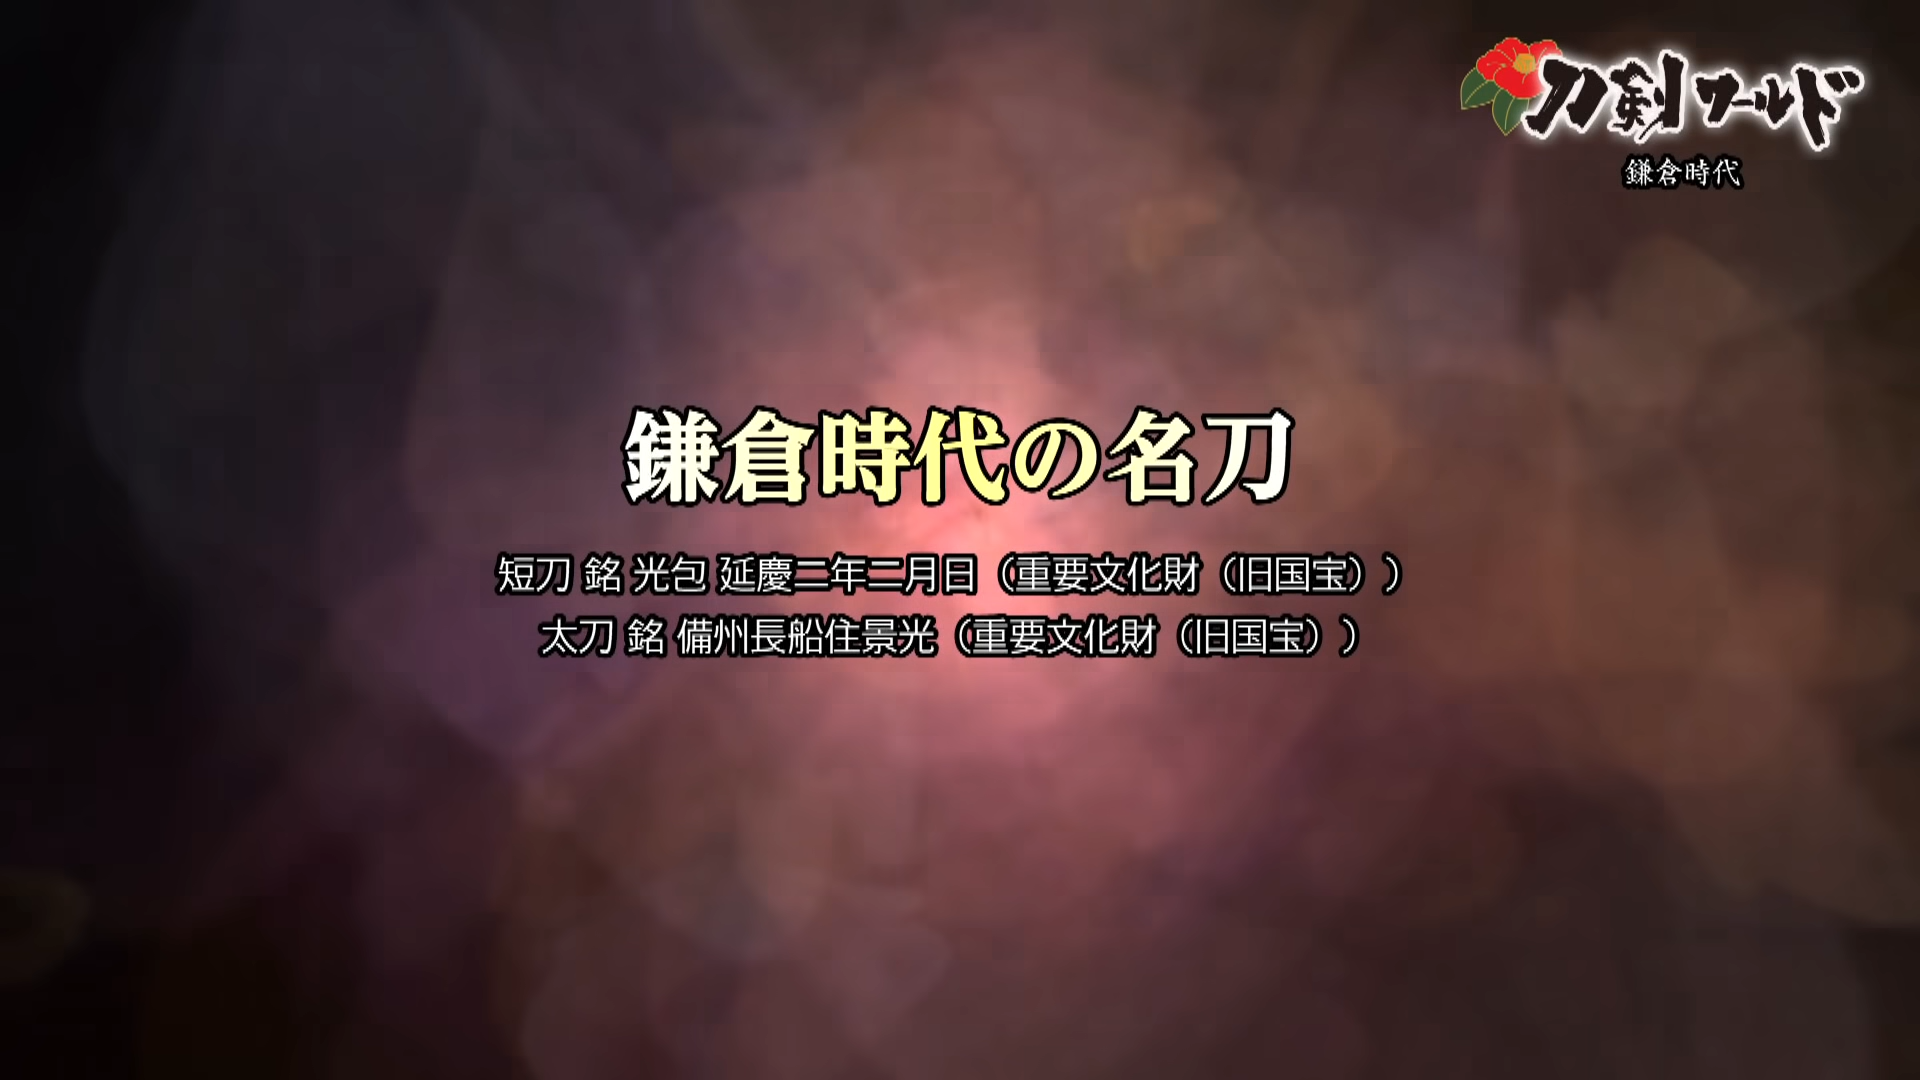 刀剣ワールド
鎌倉時代
鎌倉時代の名刀
短刀 銘 光包 延慶二年二月日（重要文化財（旧国宝））
太刀 銘 備州長船住景光（重要文化財（旧国宝））